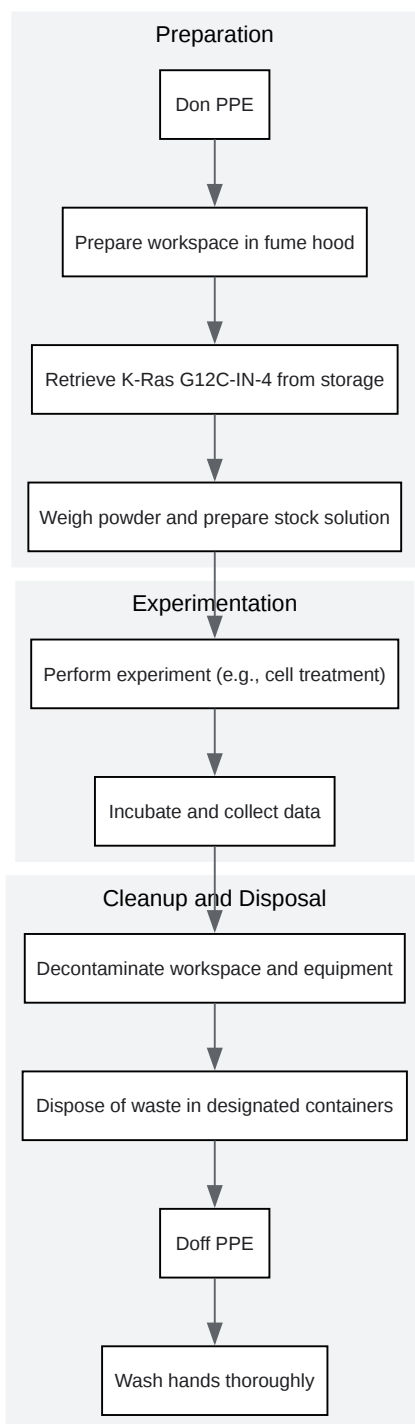 Preparation
Don PPE
Prepare workspace in fume hood
Retrieve K-Ras G12C-IN-4 from storage
Weigh powder and prepare stock solution
Experimentation
Perform experiment (e.g., cell treatment)
Incubate and collect data
Cleanup and Disposal
Decontaminate workspace and equipment
Dispose of waste in designated containers
Doff PPE
Wash hands thoroughly